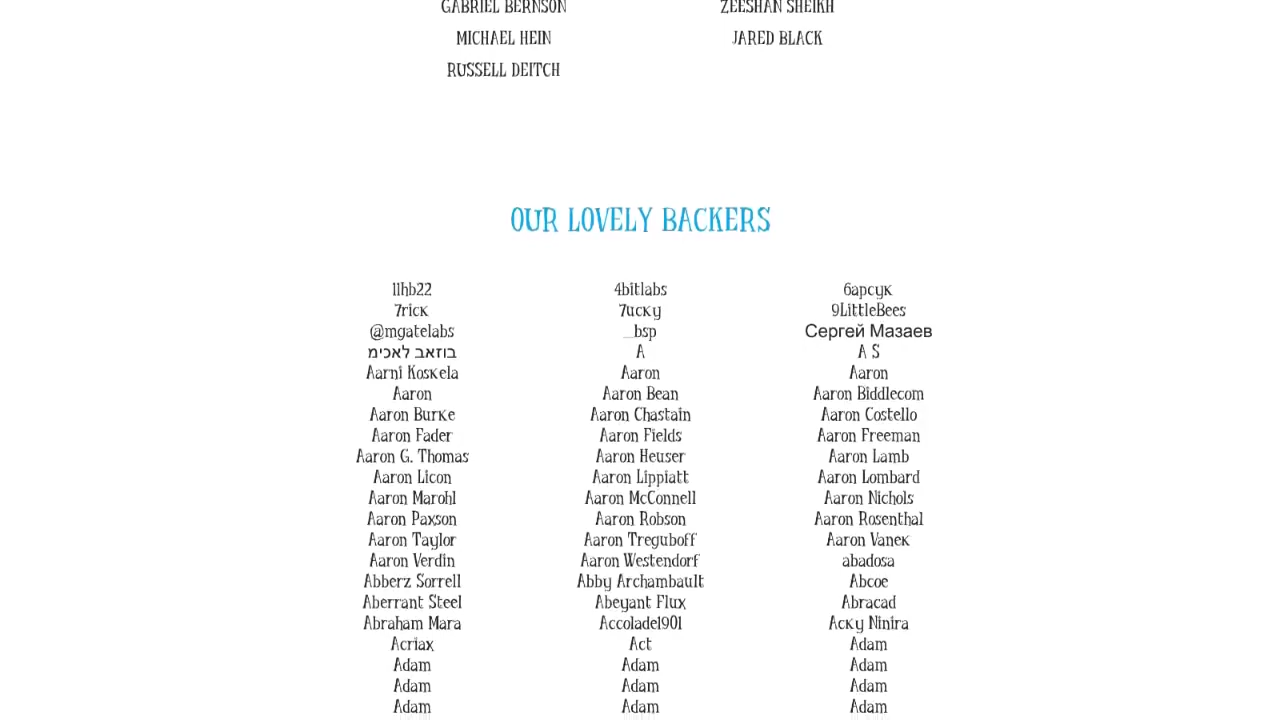 GABRIEL BERNSON ZEESHAN SHEIKH
MICHAEL HEIN JARED BLACK
RUSSELL DEITCH
OUR LOVELY BACKERS
11hb22 4bitlabs 6apcyк
7rick 7ucky 9LittleBees
@mgatelabs _bsp Сергей Мазаев
בוזאב לאכימ A A S
Aarni Koskela Aaron Aaron
Aaron Aaron Bean Aaron Biddlecom
Aaron Burke Aaron Chastain Aaron Costello
Aaron Fader Aaron Fields Aaron Freeman
Aaron G. Thomas Aaron Heuser Aaron Lamb
Aaron Licon Aaron Lippiatt Aaron Lombard
Aaron Marohl Aaron McConnell Aaron Nichols
Aaron Paxson Aaron Robson Aaron Rosenthal
Aaron Taylor Aaron Treguboff Aaron Vanek
Aaron Verdin Aaron Westendorf abadosa
Abberz Sorrell Abby Archambault Abcoe
Aberrant Steel Abeyant Flux Abracad
Abraham Mara Accolade1901 Acky Ninira
Acriax Act Adam
Adam Adam Adam
Adam Adam Adam
Adam Adam Adam